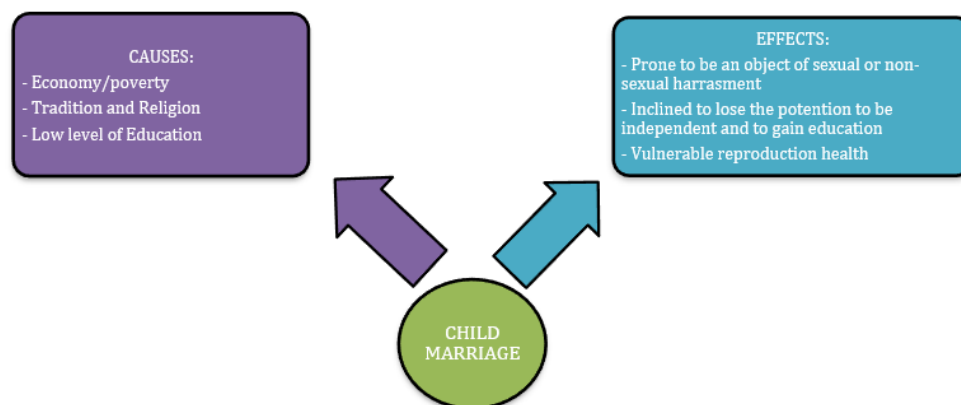 CAUSES:
- Economy/poverty
- Tradition and Religion
- Low level of Education
EFFECTS:
- Prone to be an object of sexual or non-
sexual harrasment
- Inclined to lose the potention to be
independent and to gain education
- Vulnerable reproduction health
CHILD
MARRIAGE